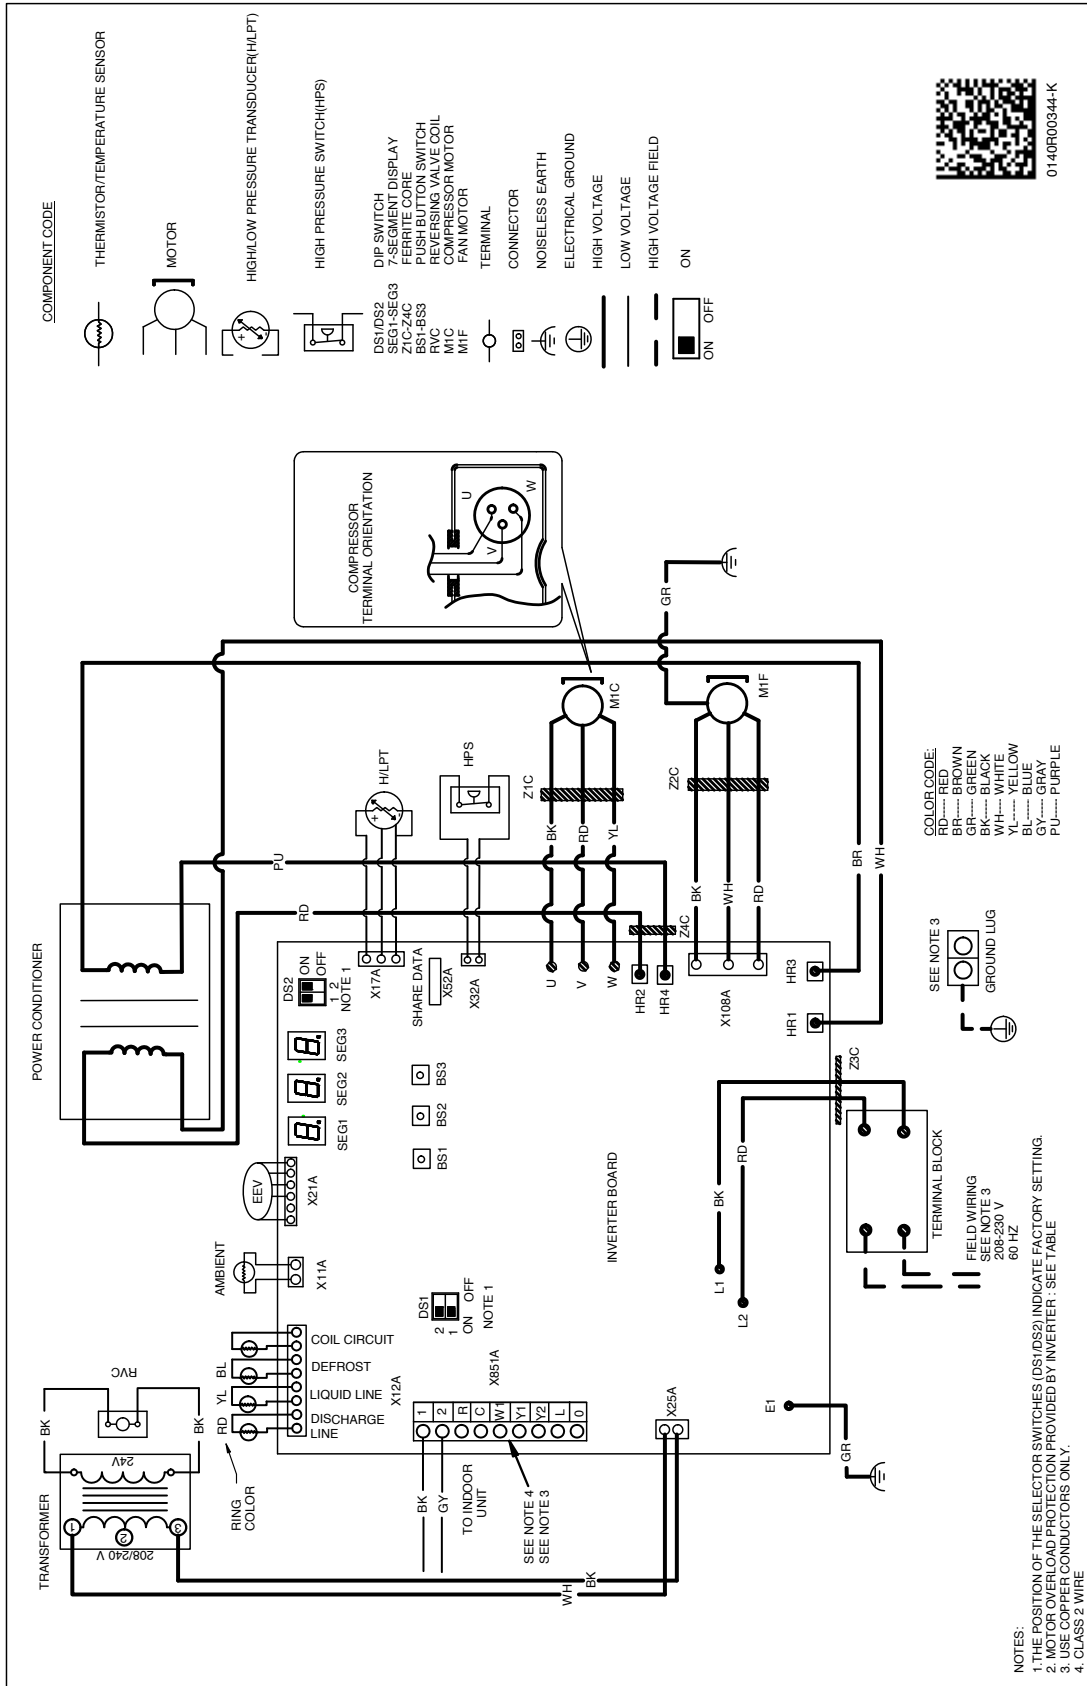 COMPONENT CODE
THERMISTOR/TEMPERATURE SENSOR
MOTOR
HIGH/LOW PRESSURE TRANSDUCER(H/LPT)
HIGH PRESSURE SWITCH(HPS)
DS1/DS2 DIP SWITCH
SEG1-SEG3 7-SEGMENT DISPLAY
Z1C-Z4C FERRITE CORE
BS1-BS3 PUSH BUTTON SWITCH
RVC REVERSING VALVE COIL
M1C COMPRESSOR MOTOR
M1F FAN MOTOR
TERMINAL
CONNECTOR
NOISELESS EARTH
ELECTRICAL GROUND
HIGH VOLTAGE
LOW VOLTAGE
HIGH VOLTAGE FIELD
ON
ON OFF
0140R00344-K
TRANSFORMER
208/240 V
24V
1
2
3
BK
RVC
BK
RING
COLOR
RD
YL
BL
COIL CIRCUIT
DEFROST
LIQUID LINE
DISCHARGE
LINE
X12A
AMBIENT
X11A
EEV
X21A
POWER CONDITIONER
SEG1
SEG2
SEG3
DS2
ON
OFF
1 2
NOTE 1
X17A
H/LPT
PU
RD
SHARE DATA
X52A
X32A
HPS
BS1
BS2
BS3
DS1
2
1
ON OFF
NOTE 1
X851A
1
2
R
C
W1
Y1
Y2
L
0
BK
GY
TO INDOOR
UNIT
SEE NOTE 4
SEE NOTE 3
WH
BK
X25A
E1
GR
INVERTER BOARD
L1
L2
BK
RD
U
V
W
BK
RD
YL
Z1C
M1C
COMPRESSOR
TERMINAL ORIENTATION
U
V
W
HR2
HR4
Z4C
X108A
BK
WH
RD
Z2C
M1F
GR
HR1
HR3
BR
WH
Z3C
TERMINAL BLOCK
FIELD WIRING
SEE NOTE 3
208-230 V
60 HZ
SEE NOTE 3
GROUND LUG
COLOR CODE:
RD---- RED
BR---- BROWN
GR---- GREEN
BK---- BLACK
WH---- WHITE
YL---- YELLOW
BL---- BLUE
GY---- GRAY
PU---- PURPLE
NOTES:
1.THE POSITION OF THE SELECTOR SWITCHES (DS1/DS2) INDICATE FACTORY SETTING.
2. MOTOR OVERLOAD PROTECTION PROVIDED BY INVERTER : SEE TABLE
3. USE COPPER CONDUCTORS ONLY.
4. CLASS 2 WIRE